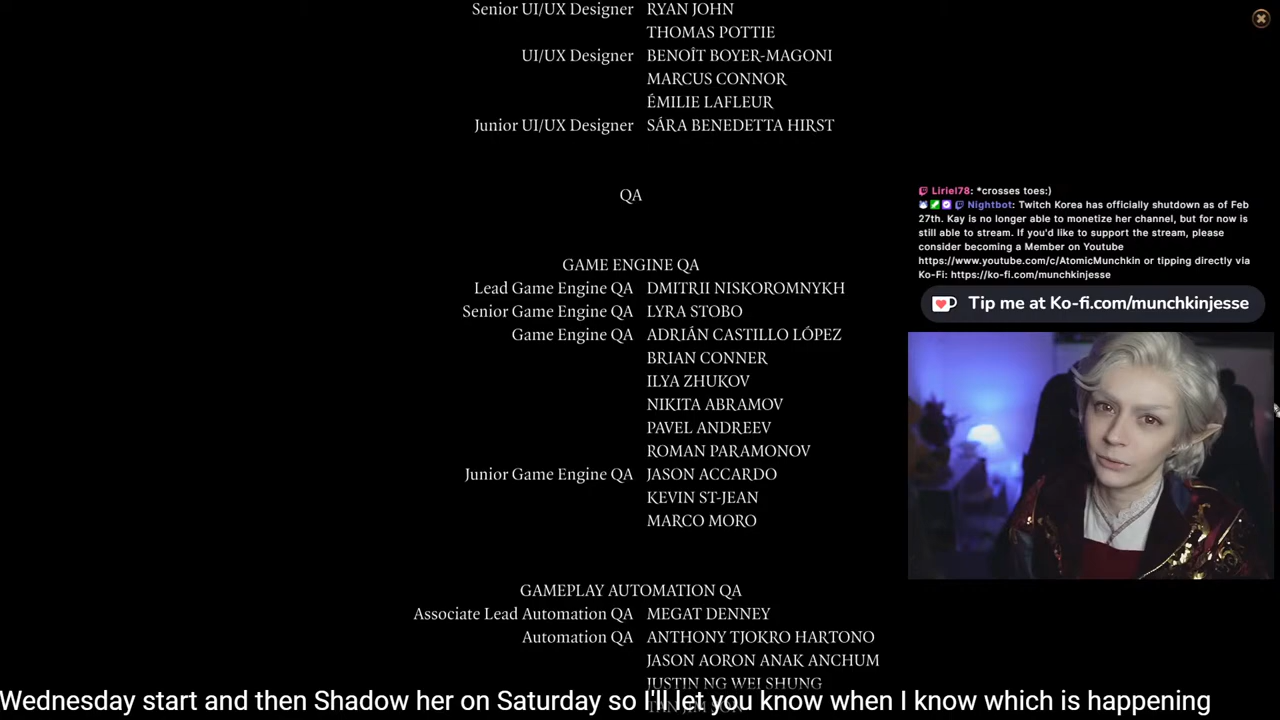 Senior UI/UX Designer RYAN JOHN
THOMAS POTTIE
UI/UX Designer BENOÎT BOYER-MAGONI
MARCUS CONNOR
ÉMILIE LAFLEUR
Junior UI/UX Designer SÁRA BENEDETTA HIRST
QA
GAME ENGINE QA
Lead Game Engine QA DMITRII NISKOROMNYKH
Senior Game Engine QA LYRA STOBO
Game Engine QA ADRIÁN CASTILLO LÓPEZ
BRIAN CONNER
ILYA ZHUKOV
NIKITA ABRAMOV
PAVEL ANDREEV
ROMAN PARAMONOV
Junior Game Engine QA JASON ACCARDO
KEVIN ST-JEAN
MARCO MORO
GAMEPLAY AUTOMATION QA
Associate Lead Automation QA MEGAT DENNEY
Automation QA ANTHONY TJOKRO HARTONO
JASON AORON ANAK ANCHUM
JUSTIN NG WEI SHUNG
Liriel78: *crosses toes:)
Nightbot: Twitch Korea has officially shutdown as of Feb
27th. Kay is no longer able to monetize her channel, but for now is
still able to stream. If you'd like to support the stream, please
consider becoming a Member on Youtube
https://www.youtube.com/c/AtomicMunchkin or tipping directly via
Ko-Fi: https://ko-fi.com/munchkinjesse
Tip me at Ko-fi.com/munchkinjesse
Wednesday start and then Shadow her on Saturday so I'll let you know when I know which is happening